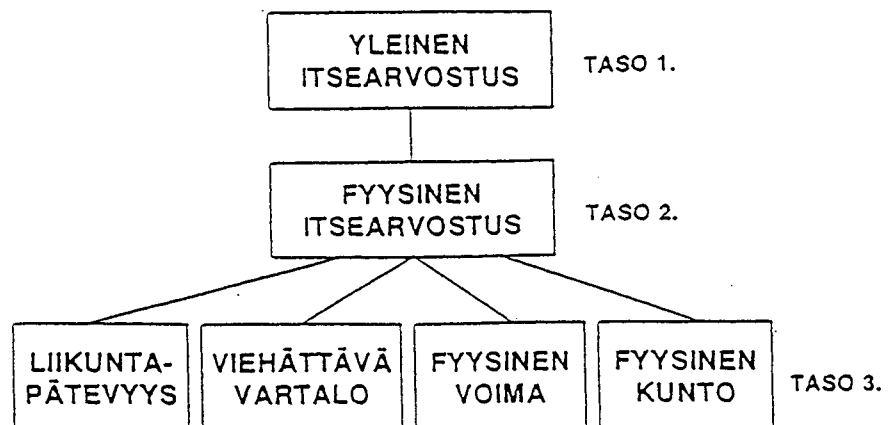 YLEINEN
ITSEARVOSTUS
TASO 1.
FYYSINEN
ITSEARVOSTUS
TASO 2.
LIIKUNTA-
PÄTEVYYS
VIEHÄTTÄVÄ
VARTALO
FYYSINEN
VOIMA
FYYSINEN
KUNTO
TASO 3.